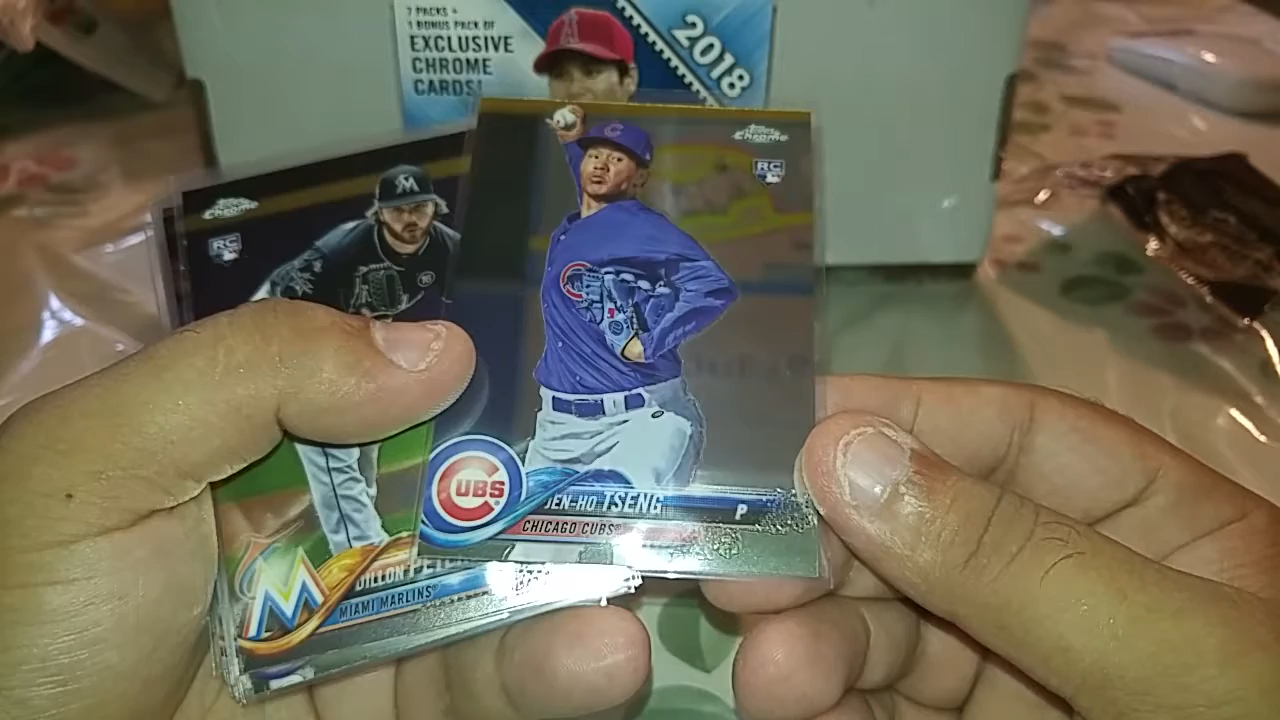 7 PACKS +
1 BONUS PACK OF
EXCLUSIVE
CHROME
CARDS!
2018
A
C
Topps
Chrome
RC
M
Chrome
RC
C
CUBS
JEN-HO TSENG
P
CHICAGO CUBS
M
DILLON PETE
MIAMI MARLINS